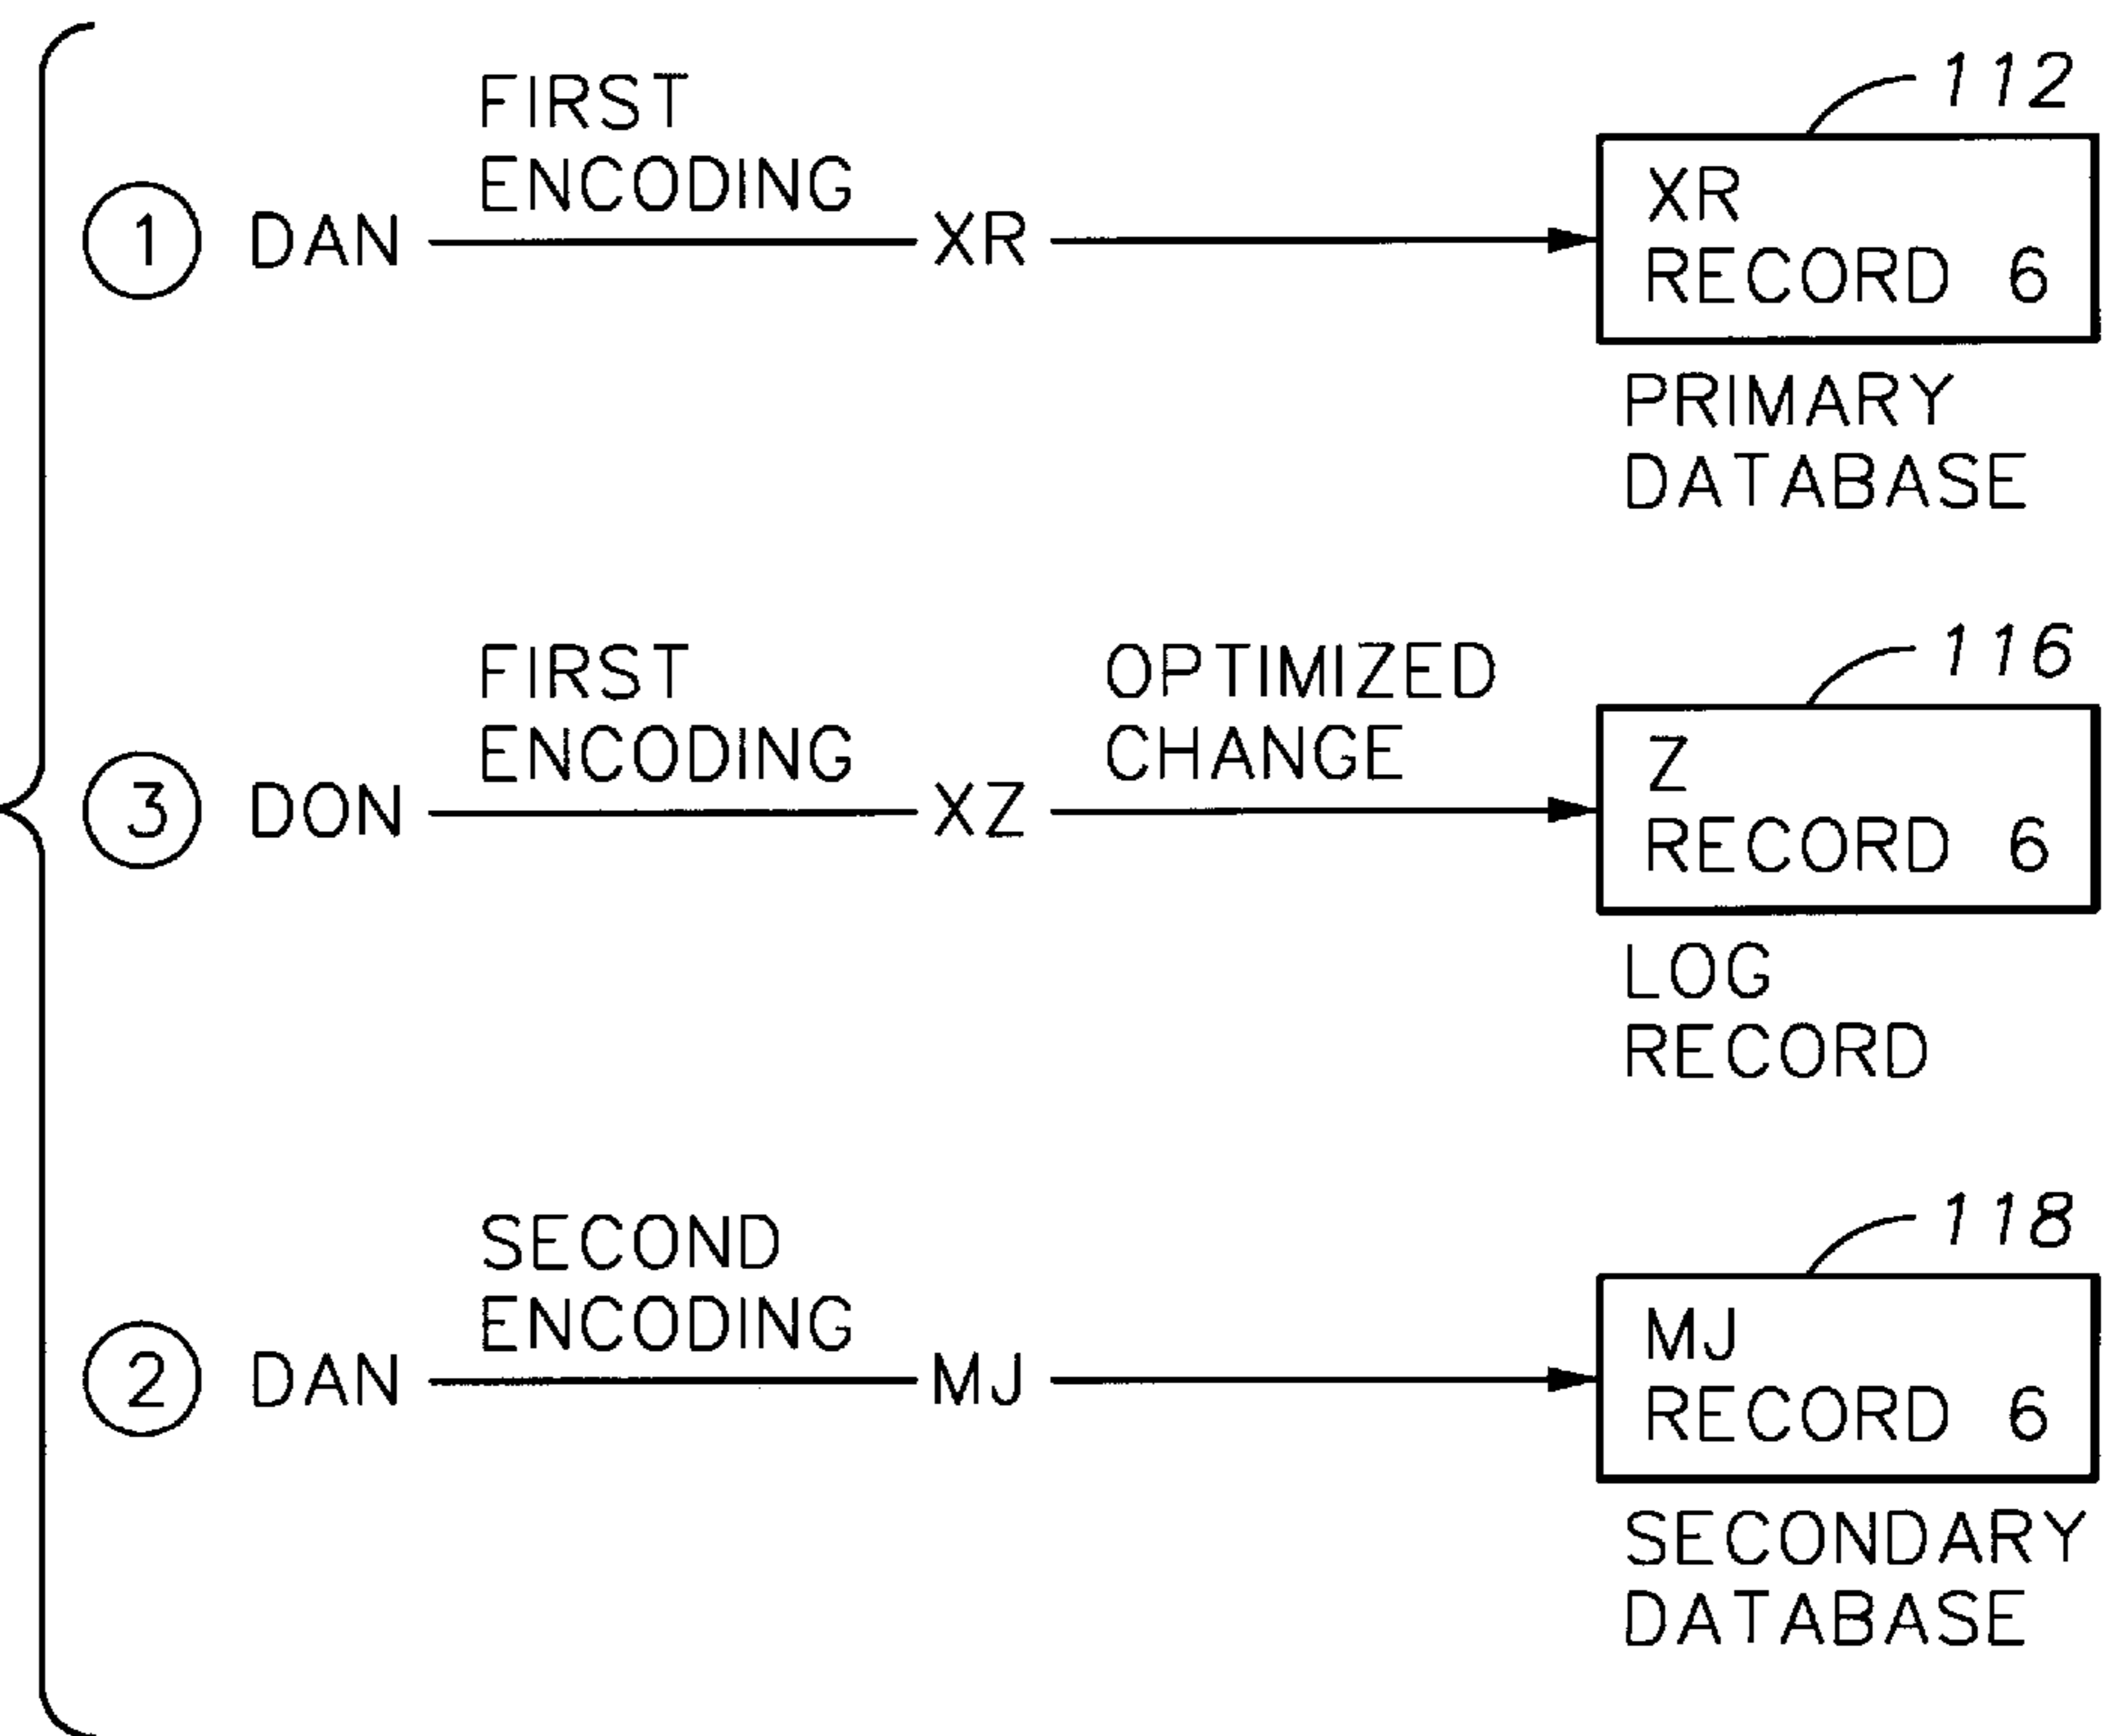 112
FIRST
ENCODING
1 DAN XR
XR
RECORD 6
PRIMARY
DATABASE
116
FIRST
ENCODING
OPTIMIZED
CHANGE
3 DON XZ
Z
RECORD 6
LOG
RECORD
118
SECOND
ENCODING
2 DAN MJ
MJ
RECORD 6
SECONDARY
DATABASE